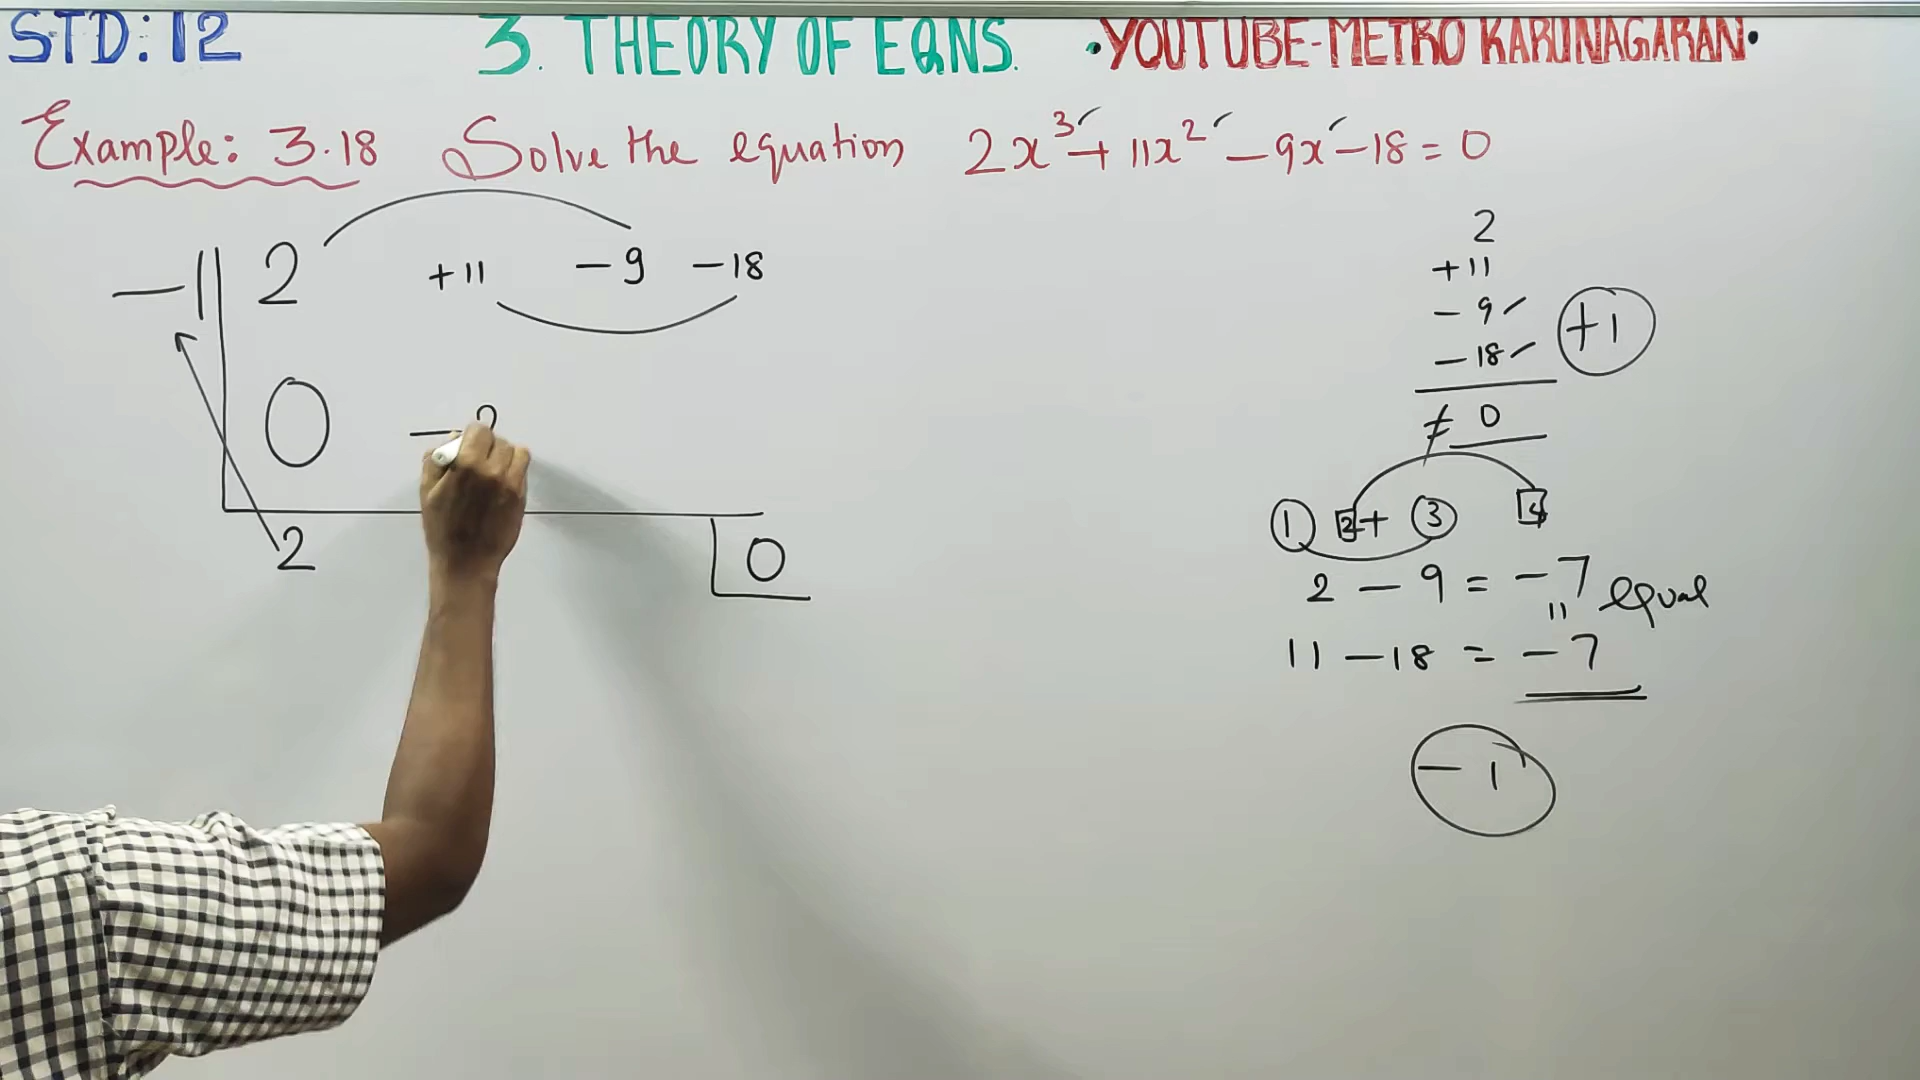 STD: 12 3. THEORY OF EQNS. •YOUTUBE-METRO KARUNAGARAN•
Example: 3.18 Solve the equation 2x³ + 11x² - 9x - 18 = 0
-1 2 +11 -9 -18
0 -2
2 0
2
+11
-9
-18
≠ 0
+1
1 2 + 3 4
2 - 9 = -7
11 equal
11 - 18 = -7
-1